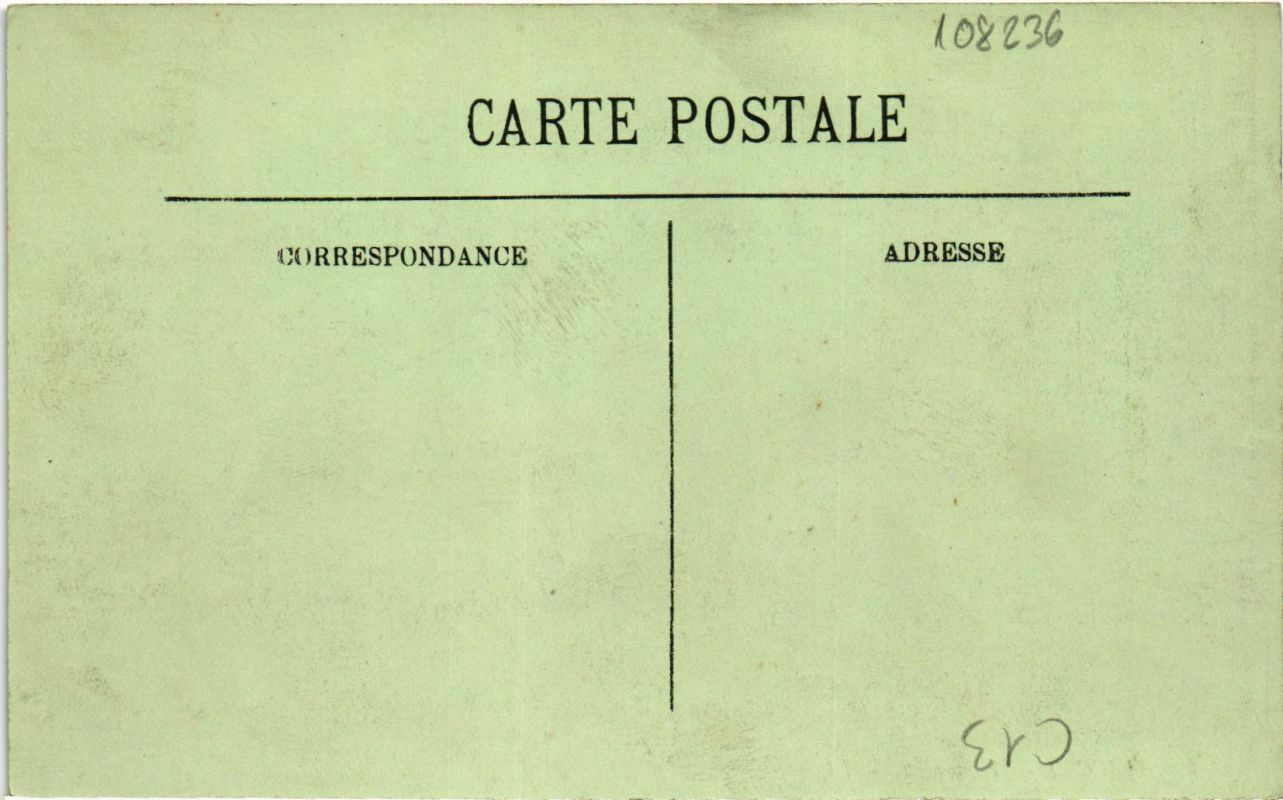 108236
CARTE POSTALE
CORRESPONDANCE
ADRESSE
C13